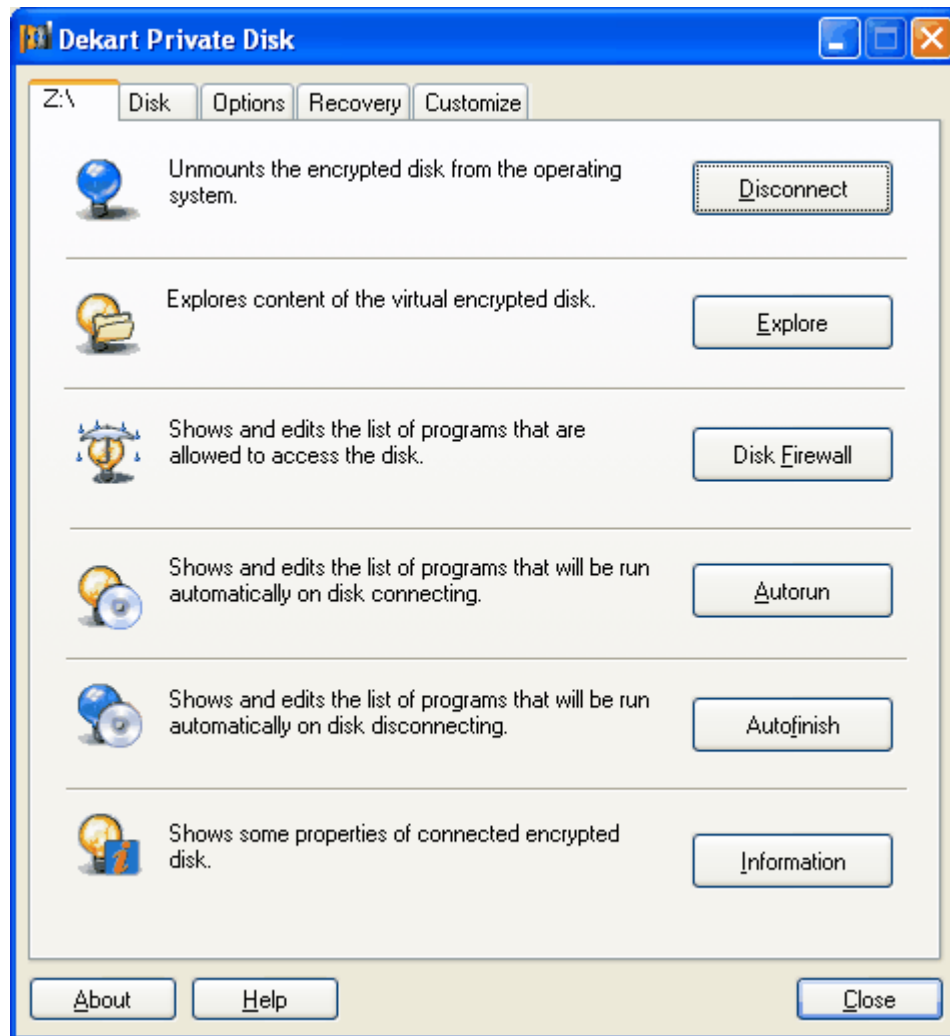 Dekart Private Disk
Z:\ Disk Options Recovery Customize
Unmounts the encrypted disk from the operating
system.
Disconnect
Explores content of the virtual encrypted disk.
Explore
Shows and edits the list of programs that are
allowed to access the disk.
Disk Firewall
Shows and edits the list of programs that will be run
automatically on disk connecting.
Autorun
Shows and edits the list of programs that will be run
automatically on disk disconnecting.
Autofinish
Shows some properties of connected encrypted
disk.
Information
About Help Close